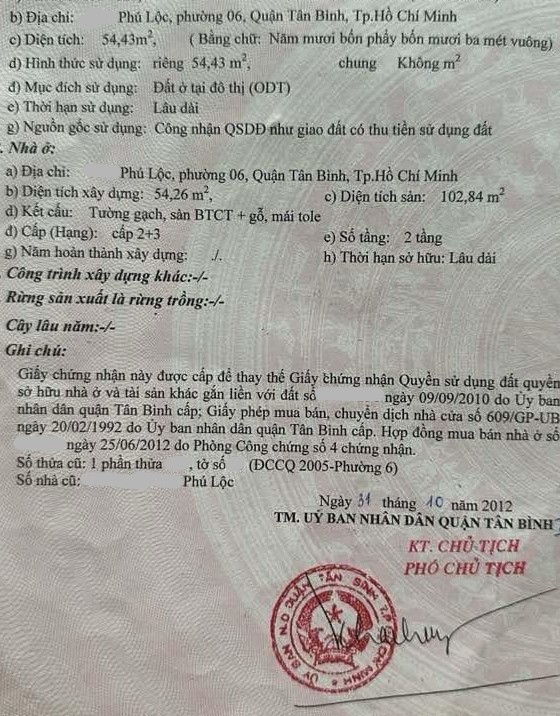 b) Địa chỉ: Phú Lộc, phường 06, Quận Tân Bình, Tp.Hồ Chí Minh
c) Diện tích: 54,43m², ( Bằng chữ: Năm mươi bốn phẩy bốn mươi ba mét vuông)
d) Hình thức sử dụng: riêng 54,43 m², chung Không m²
đ) Mục đích sử dụng: Đất ở tại đô thị (ODT)
e) Thời hạn sử dụng: Lâu dài
g) Nguồn gốc sử dụng: Công nhận QSDĐ như giao đất có thu tiền sử dụng đất
. Nhà ở:
a) Địa chỉ: Phú Lộc, phường 06, Quận Tân Bình, Tp.Hồ Chí Minh
b) Diện tích xây dựng: 54,26 m², c) Diện tích sàn: 102,84 m²
d) Kết cấu: Tường gạch, sàn BTCT + gỗ, mái tole
đ) Cấp (Hạng): cấp 2+3 e) Số tầng: 2 tầng
g) Năm hoàn thành xây dựng: ./. h) Thời hạn sở hữu: Lâu dài
. Công trình xây dựng khác:-/-
Rừng sản xuất là rừng trồng:-/-
Cây lâu năm:-/-
Ghi chú:
Giấy chứng nhận này được cấp để thay thế Giấy chứng nhận Quyền sử dụng đất quyền
sở hữu nhà ở và tài sản khác gắn liền với đất số ngày 09/09/2010 do Ủy ban
nhân dân quận Tân Bình cấp; Giấy phép mua bán, chuyển dịch nhà cửa số 609/GP-UB
ngày 20/02/1992 do Ủy ban nhân dân quận Tân Bình cấp. Hợp đồng mua bán nhà ở số
ngày 25/06/2012 do Phòng Công chứng số 4 chứng nhận.
Số thửa cũ: 1 phần thửa , tờ số (ĐCCQ 2005-Phường 6)
Số nhà cũ: Phú Lộc
Ngày 31 tháng 10 năm 2012
TM. UỶ BAN NHÂN DÂN QUẬN TÂN BÌNH
KT. CHỦ TỊCH
PHÓ CHỦ TỊCH
ỦY BAN N.D QUẬN TÂN BÌNH T.P HỒ CHÍ MINH